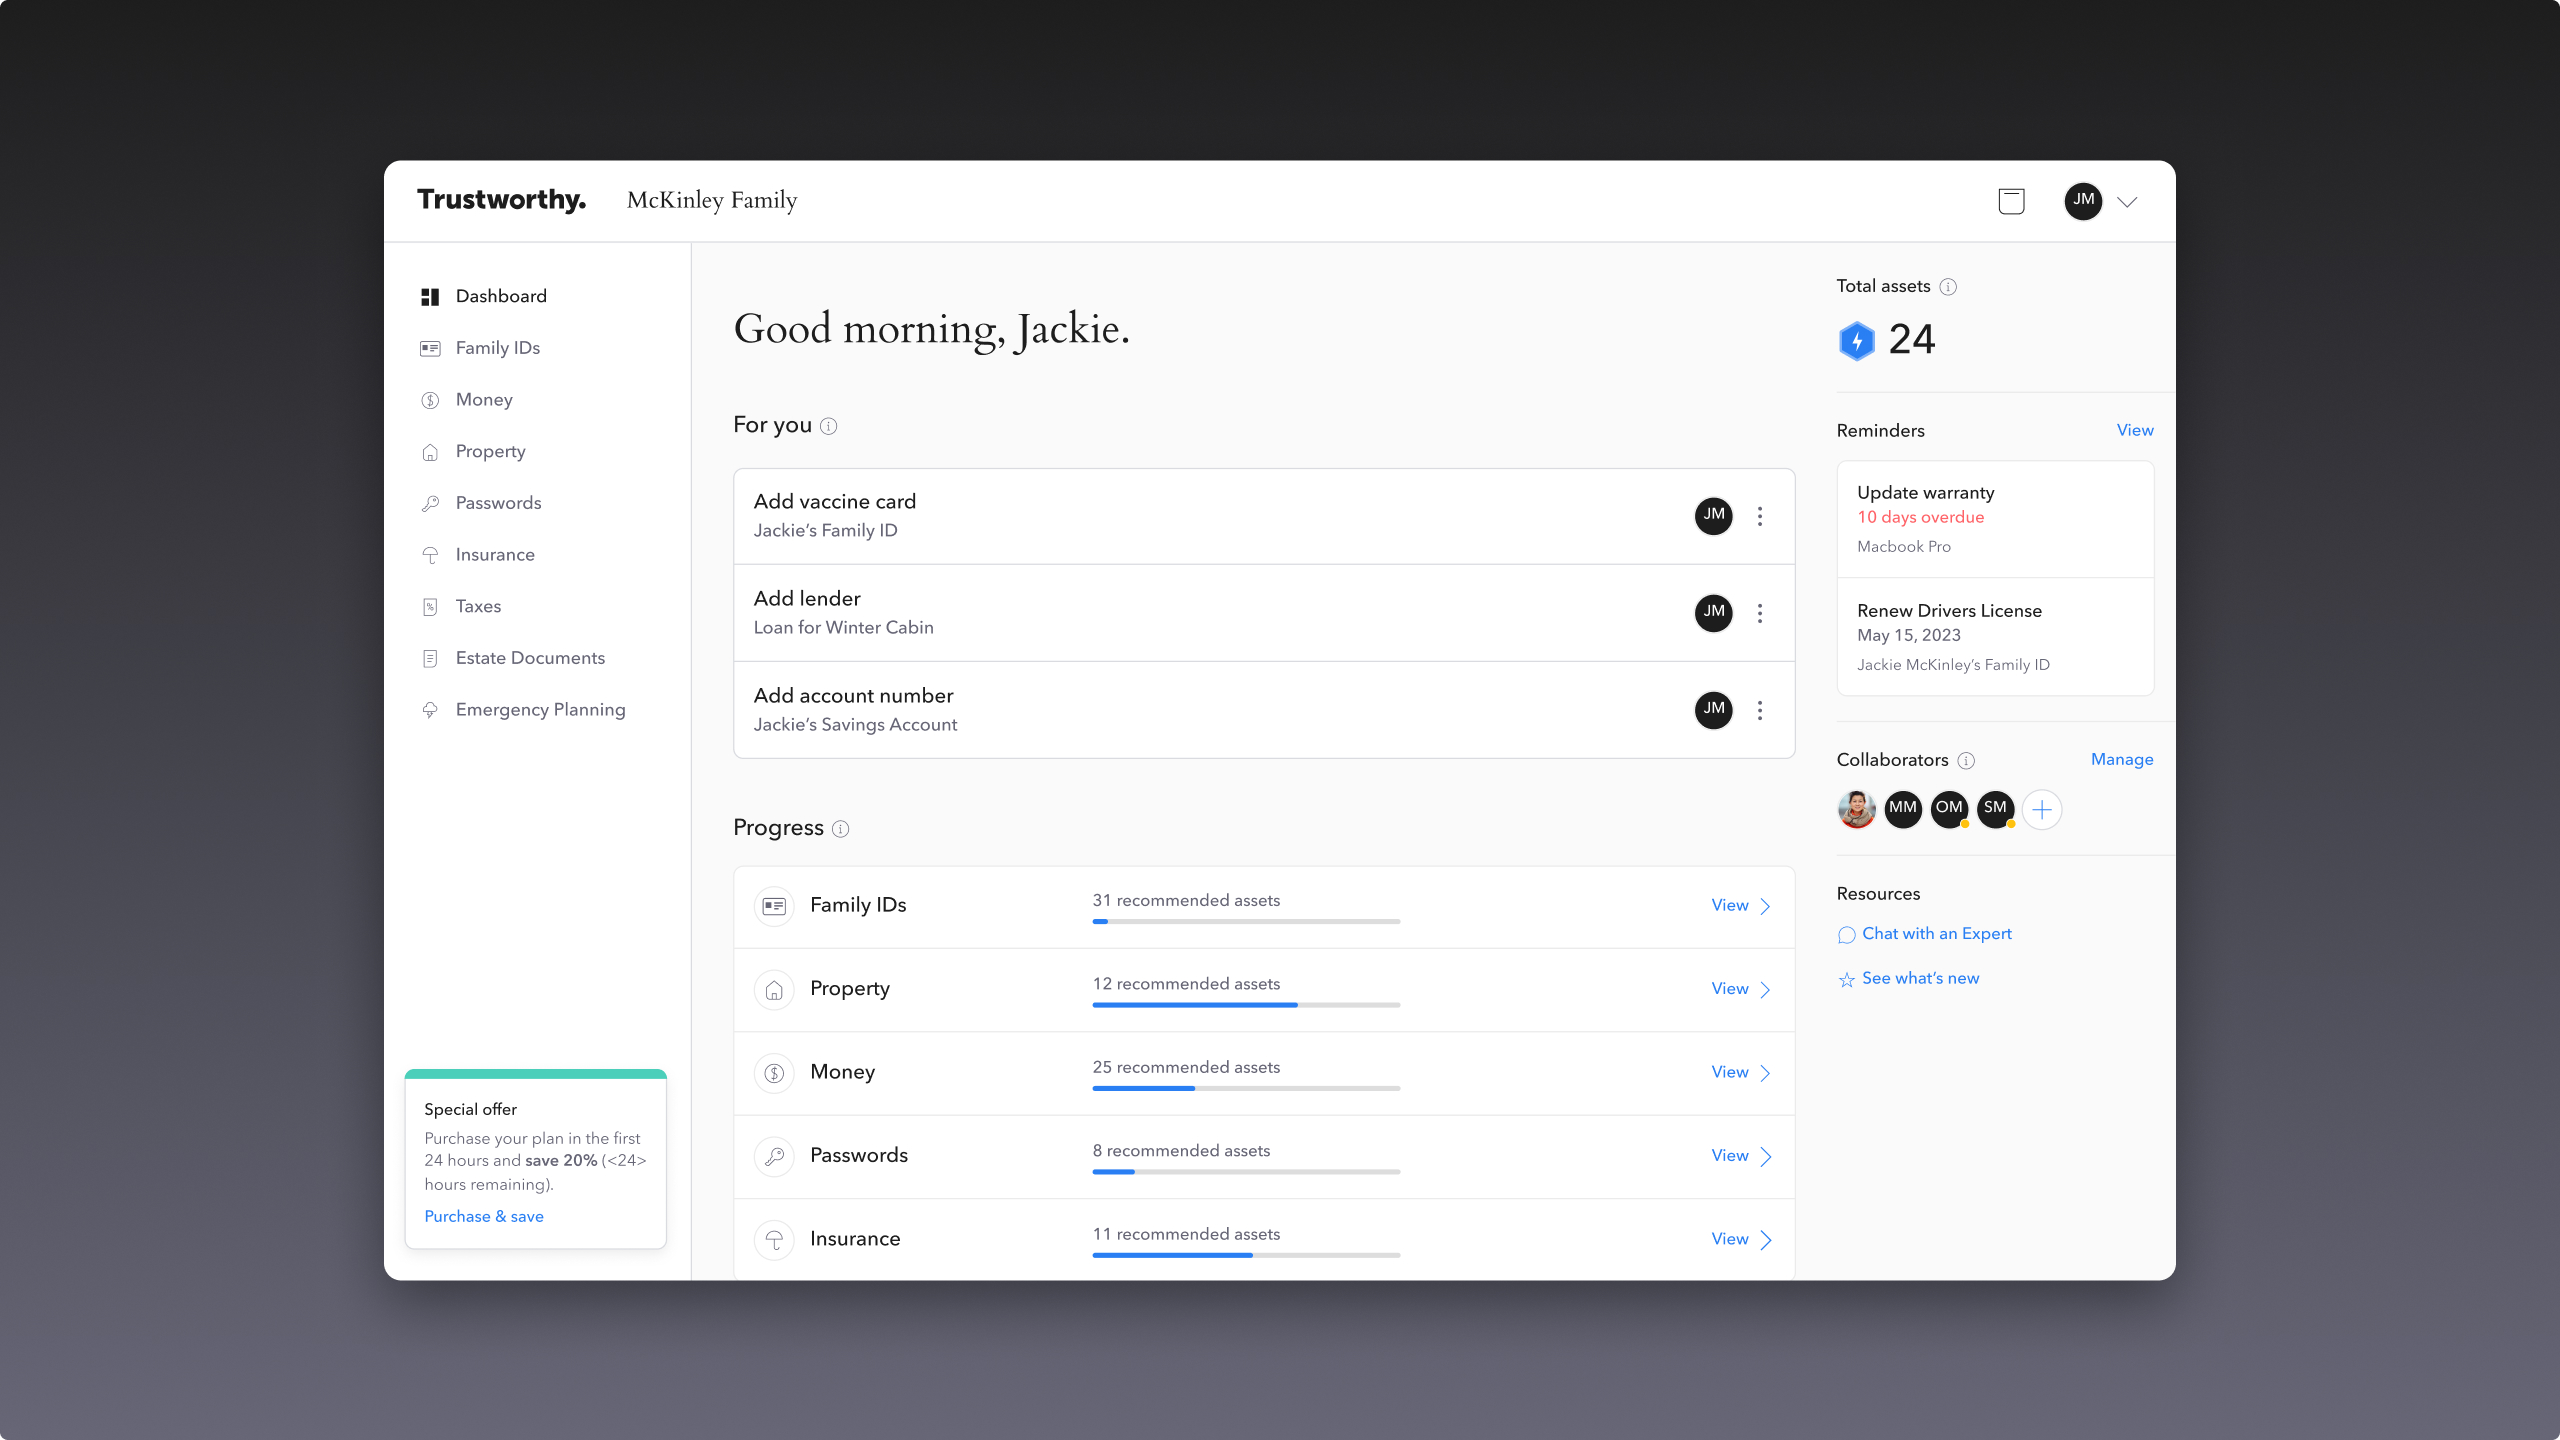 Trustworthy.
McKinley Family
JM
Dashboard
Family IDs
Money
Property
Passwords
Insurance
Taxes
Estate Documents
Emergency Planning
Special offer
Purchase your plan in the first
24 hours and save 20% (<24>
hours remaining).
Purchase & save
Good morning, Jackie.
For you
Add vaccine card
Jackie’s Family ID
JM
Add lender
Loan for Winter Cabin
JM
Add account number
Jackie’s Savings Account
JM
Progress
Family IDs
31 recommended assets
View
Property
12 recommended assets
View
Money
25 recommended assets
View
Passwords
8 recommended assets
View
Insurance
11 recommended assets
View
Total assets
24
Reminders
View
Update warranty
10 days overdue
Macbook Pro
Renew Drivers License
May 15, 2023
Jackie McKinley’s Family ID
Collaborators
Manage
MM OM SM
Resources
Chat with an Expert
See what’s new